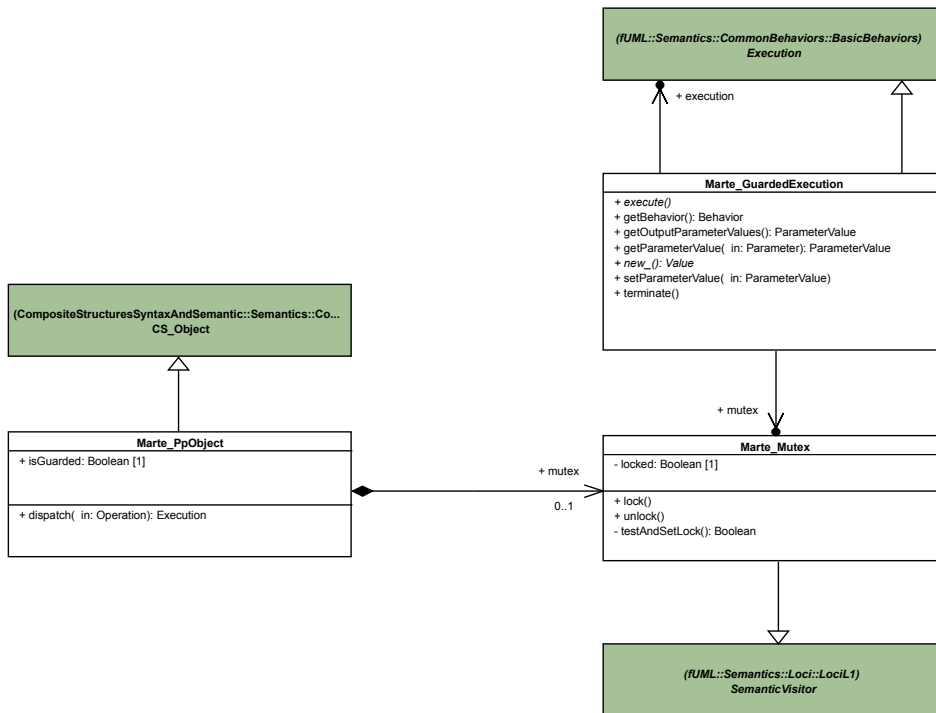 (fUML::Semantics::CommonBehaviors::BasicBehaviors)
Execution
+ execution
Marte_GuardedExecution
+ execute()
+ getBehavior(): Behavior
+ getOutputParameterValues(): ParameterValue
+ getParameterValue(  in: Parameter): ParameterValue
+ new_(): Value
+ setParameterValue(  in: ParameterValue)
+ terminate()
(CompositeStructuresSyntaxAndSemantic::Semantics::Co...
CS_Object
+ mutex
Marte_PpObject
+ isGuarded: Boolean [1]
+ dispatch(  in: Operation): Execution
+ mutex
0..1
Marte_Mutex
- locked: Boolean [1]
+ lock()
+ unlock()
- testAndSetLock(): Boolean
(fUML::Semantics::Loci::LociL1)
SemanticVisitor